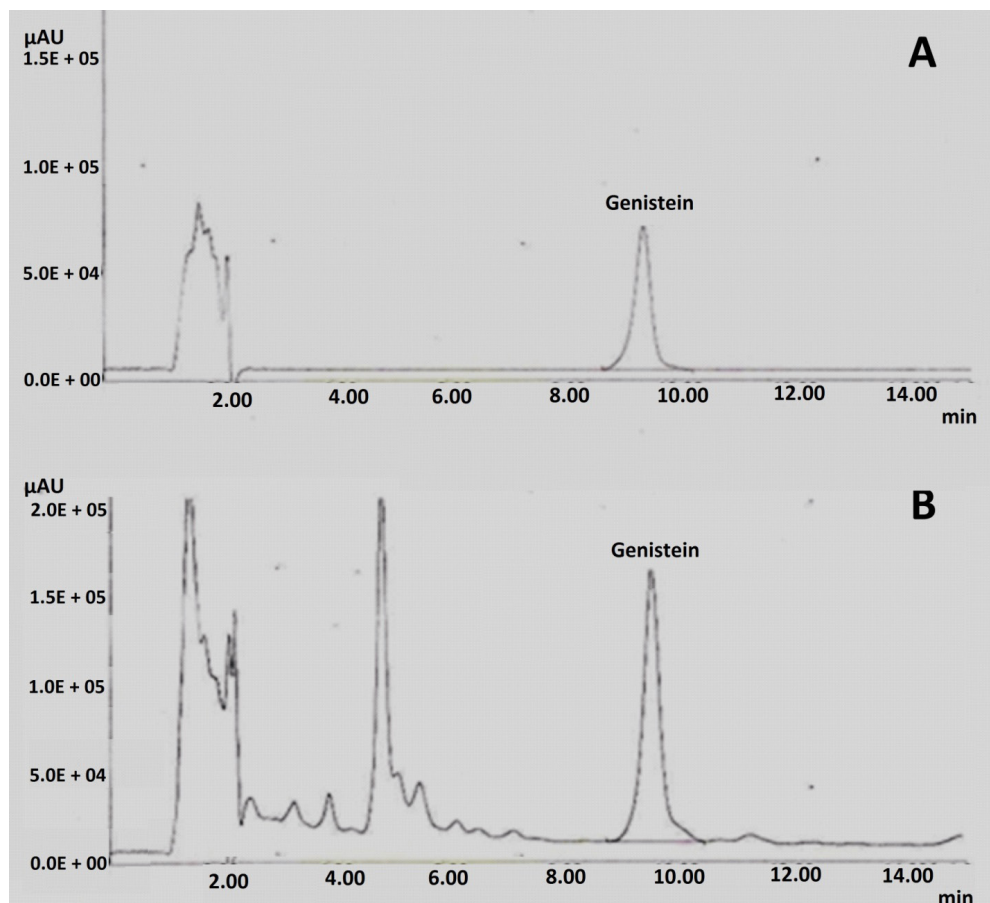 A
µAU
1.5E + 05
1.0E + 05
Genistein
5.0E + 04
0.0E + 00
2.00 4.00 6.00 8.00 10.00 12.00 14.00
min
µAU
B
2.0E + 05
Genistein
1.5E + 05
1.0E + 05
5.0E + 04
0.0E + 00
2.00 4.00 6.00 8.00 10.00 12.00 14.00
min